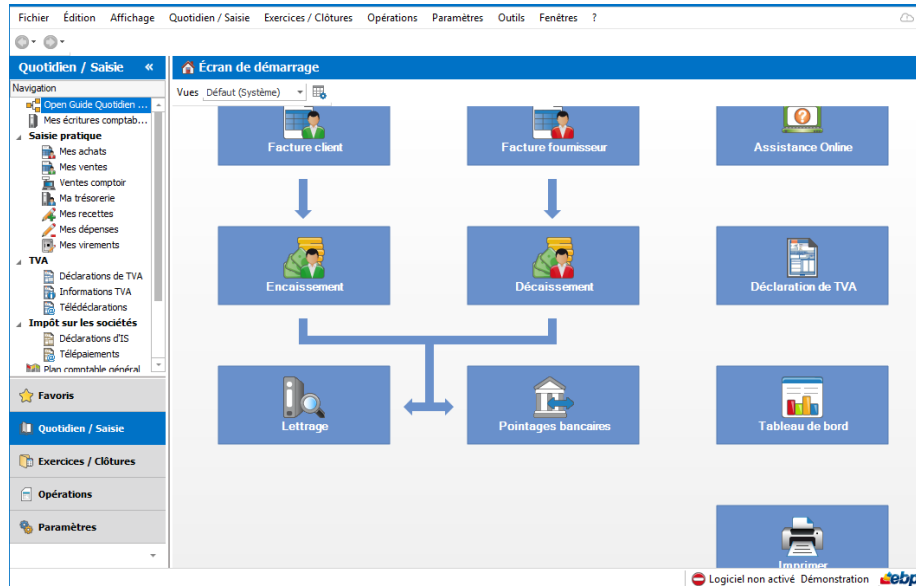 Fichier Édition Affichage Quotidien / Saisie Exercices / Clôtures Opérations Paramètres Outils Fenêtres ?
Quotidien / Saisie «
Écran de démarrage
Navigation
Vues Défaut (Système)
Open Guide Quotidien ...
Mes écritures comptab...
Saisie pratique
Mes achats
Mes ventes
Ventes comptoir
Ma trésorerie
Mes recettes
Mes dépenses
Mes virements
TVA
Déclarations de TVA
Informations TVA
Télédéclarations
Impôt sur les sociétés
Déclarations d'IS
Télépaiements
Plan comptable général
Favoris
Quotidien / Saisie
Exercices / Clôtures
Opérations
Paramètres
Facture client
Facture fournisseur
Assistance Online
Encaissement
Décaissement
Déclaration de TVA
Lettrage
Pointages bancaires
Tableau de bord
Imprimer
Logiciel non activé Démonstration ebp